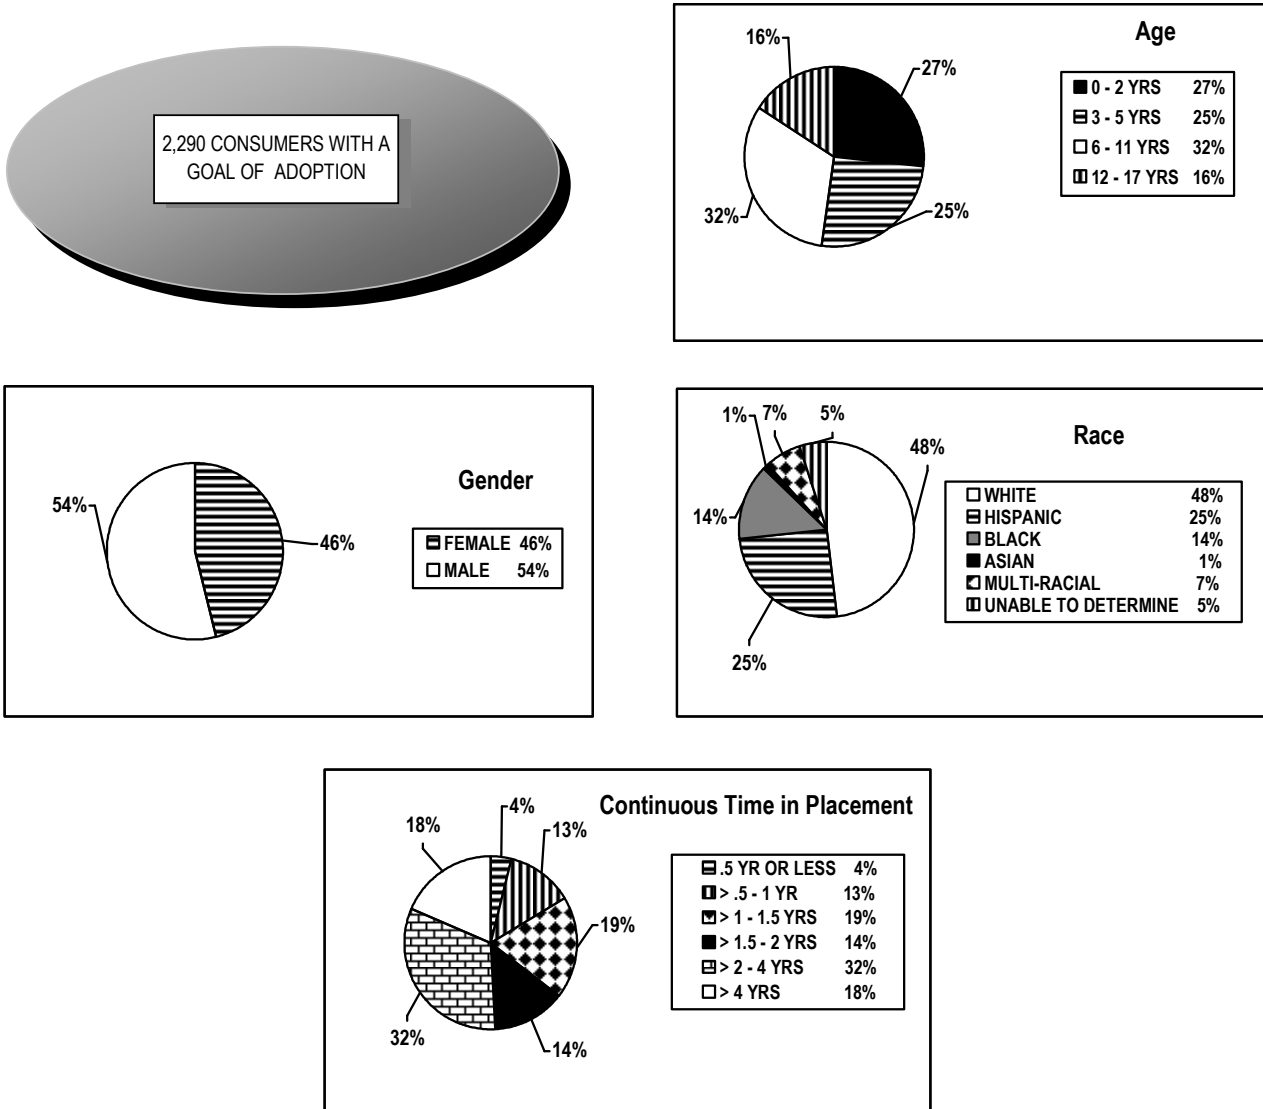 2,290 CONSUMERS WITH A
GOAL OF ADOPTION
Age
16%
27%
32%
25%
0 - 2 YRS 27%
3 - 5 YRS 25%
6 - 11 YRS 32%
12 - 17 YRS 16%
Gender
54%
46%
FEMALE 46%
MALE 54%
Race
1%
7%
5%
48%
14%
25%
WHITE 48%
HISPANIC 25%
BLACK 14%
ASIAN 1%
MULTI-RACIAL 7%
UNABLE TO DETERMINE 5%
Continuous Time in Placement
4%
18%
13%
19%
32%
14%
.5 YR OR LESS 4%
> .5 - 1 YR 13%
> 1 - 1.5 YRS 19%
> 1.5 - 2 YRS 14%
> 2 - 4 YRS 32%
> 4 YRS 18%